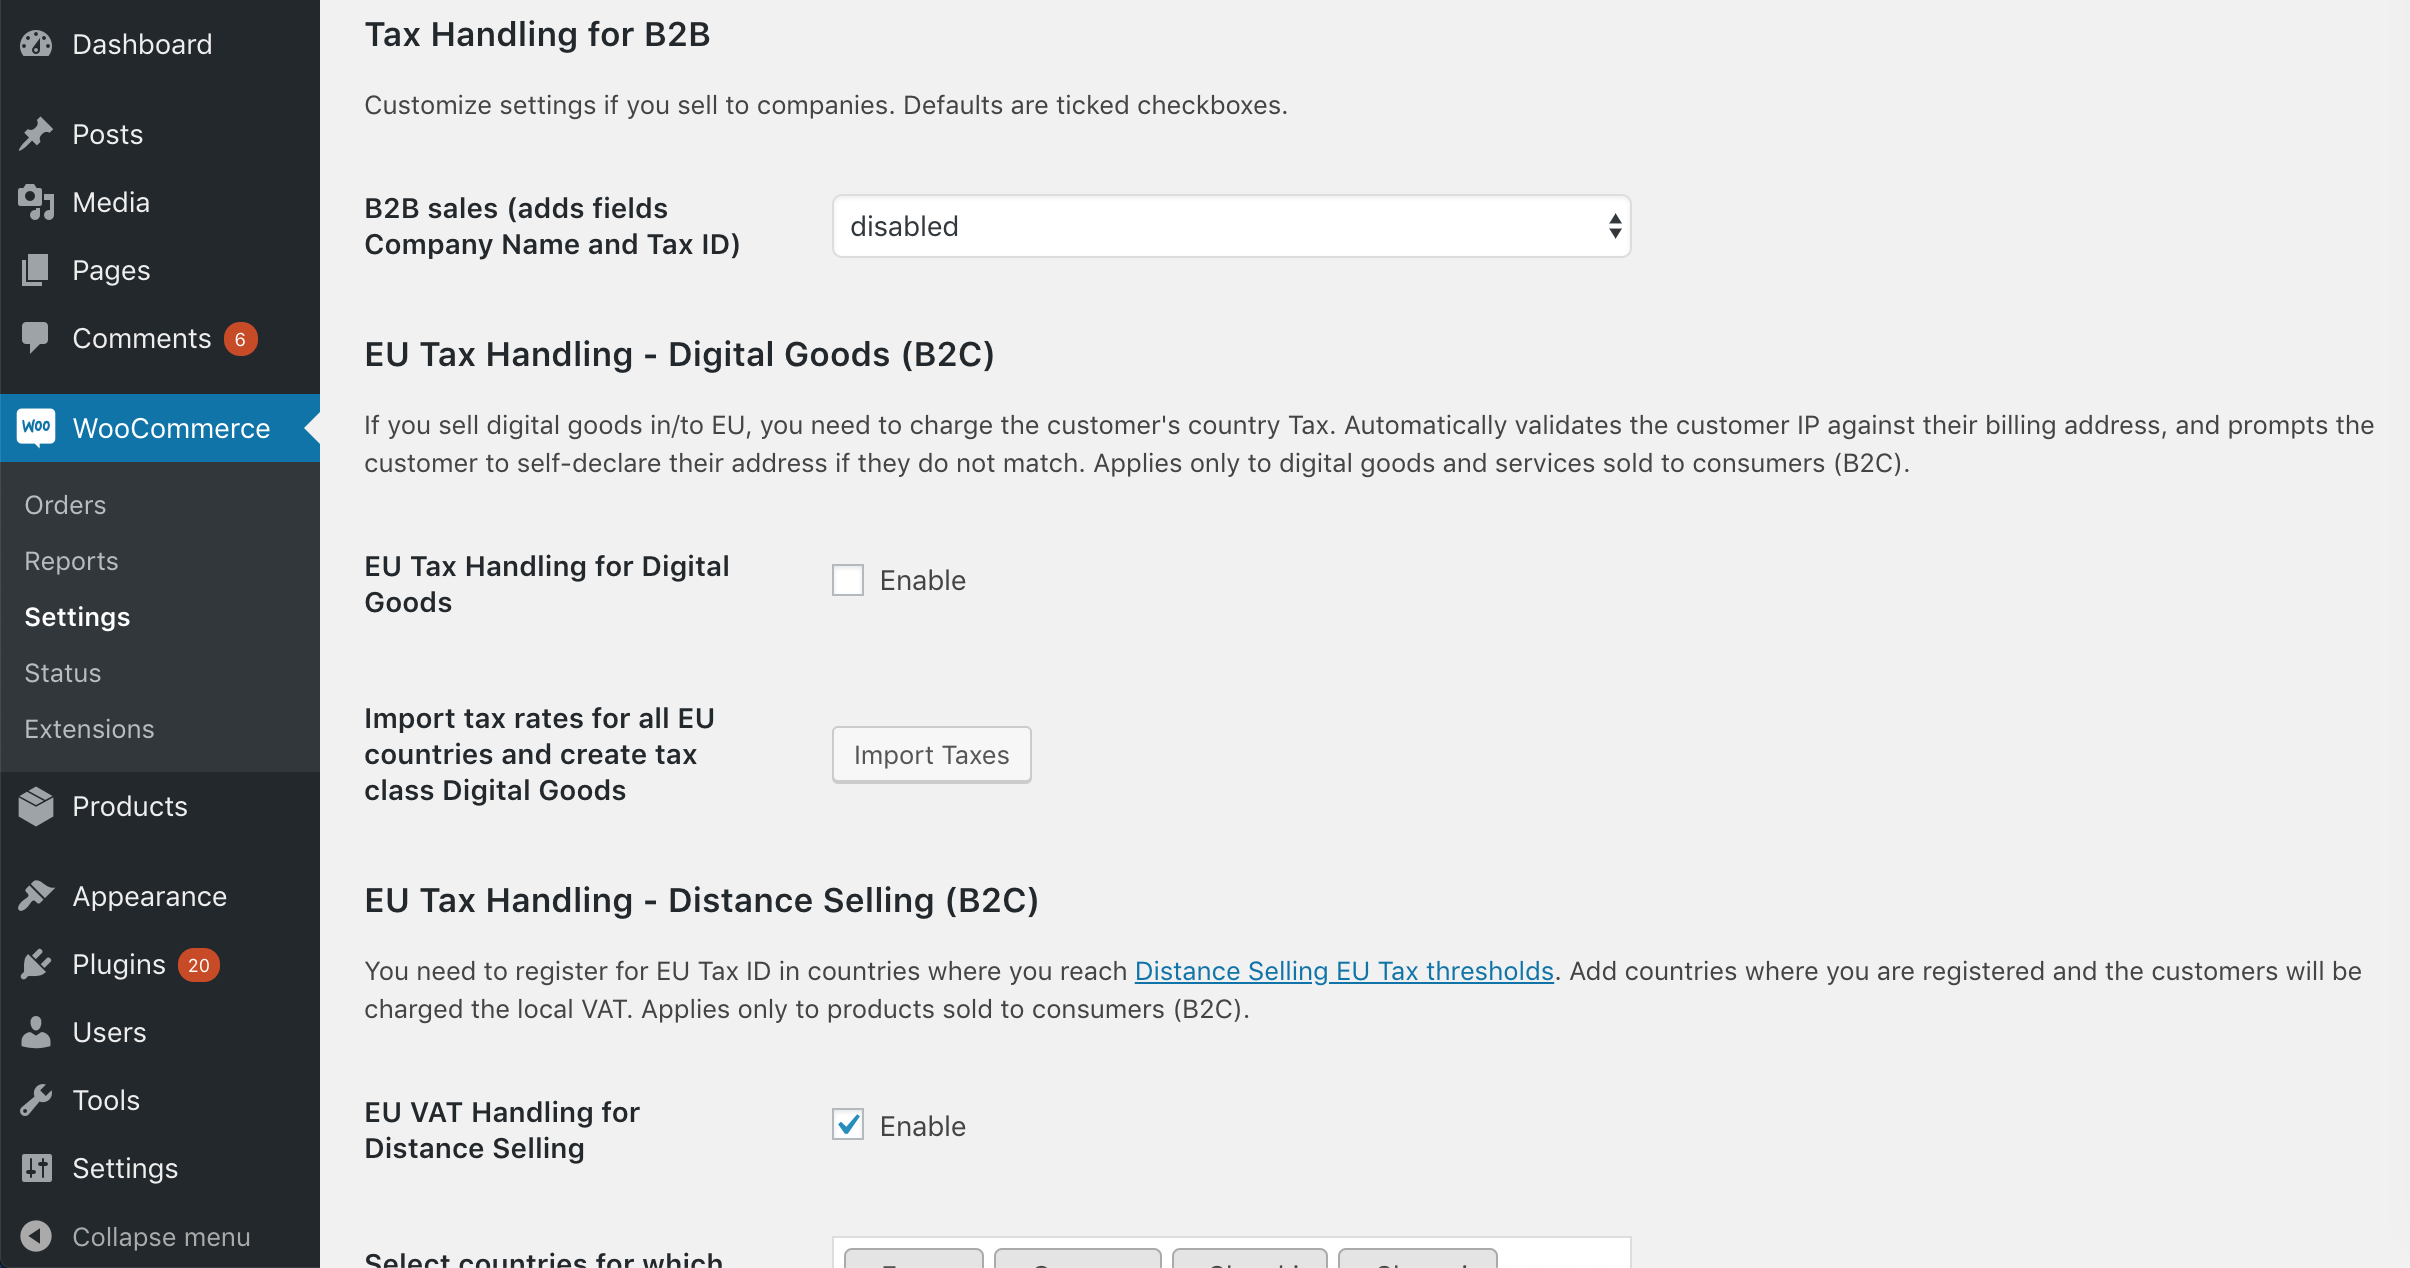 Dashboard
Posts
Media
Pages
Comments 6
WOO WooCommerce
Orders
Reports
Settings
Status
Extensions
Products
Appearance
Plugins 20
Users
Tools
Settings
Collapse menu
Tax Handling for B2B
Customize settings if you sell to companies. Defaults are ticked checkboxes.
B2B sales (adds fields
Company Name and Tax ID)
disabled
EU Tax Handling - Digital Goods (B2C)
If you sell digital goods in/to EU, you need to charge the customer's country Tax. Automatically validates the customer IP against their billing address, and prompts the
customer to self-declare their address if they do not match. Applies only to digital goods and services sold to consumers (B2C).
EU Tax Handling for Digital
Goods
Enable
Import tax rates for all EU
countries and create tax
class Digital Goods
Import Taxes
EU Tax Handling - Distance Selling (B2C)
You need to register for EU Tax ID in countries where you reach Distance Selling EU Tax thresholds. Add countries where you are registered and the customers will be
charged the local VAT. Applies only to products sold to consumers (B2C).
EU VAT Handling for
Distance Selling
Enable
Select countries for which